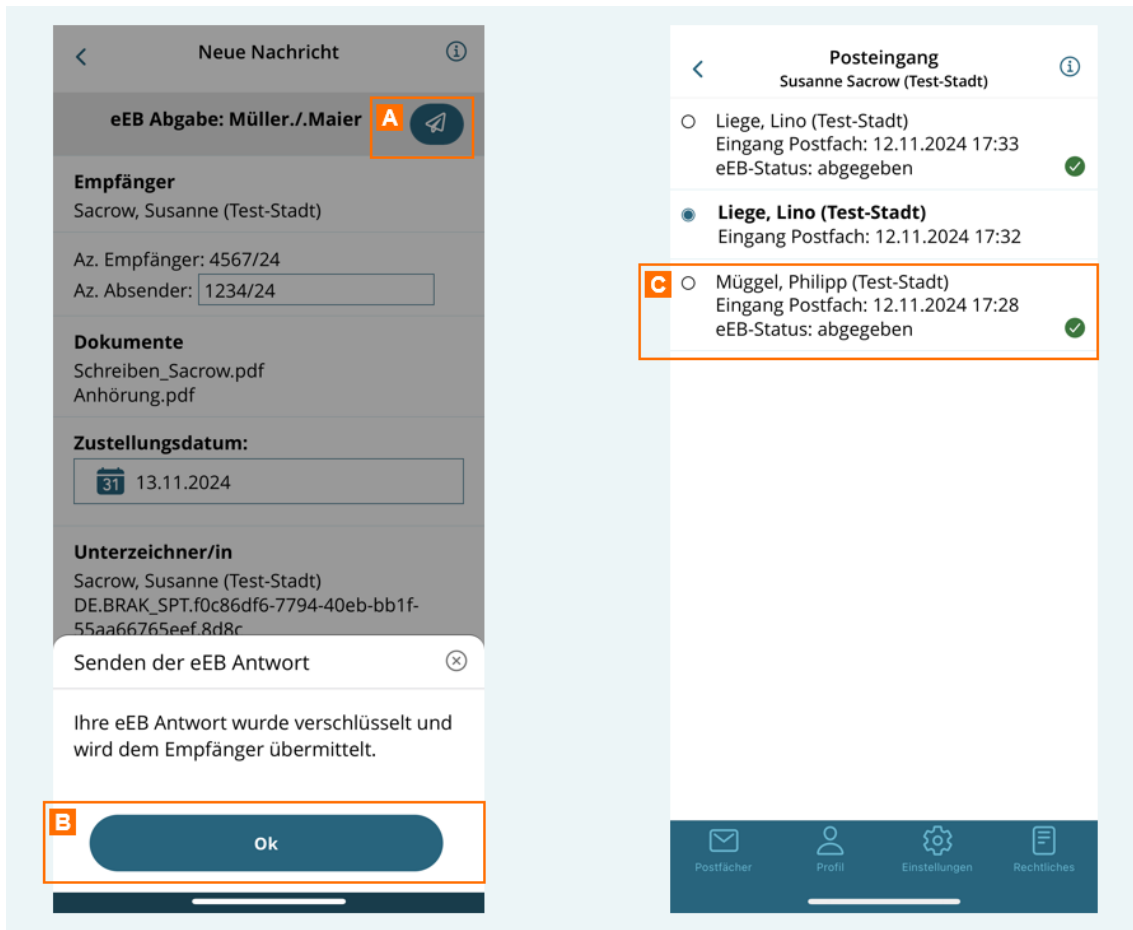 Neue Nachricht
eEB Abgabe: Müller./.Maier
A
Empfänger
Sacrow, Susanne (Test-Stadt)
Az. Empfänger: 4567/24
Az. Absender: 1234/24
Dokumente
Schreiben_Sacrow.pdf
Anhörung.pdf
Zustellungsdatum:
31 13.11.2024
Unterzeichner/in
Sacrow, Susanne (Test-Stadt)
DE.BRAK_SPT.f0c86df6-7794-40eb-bb1f-
55aa66765eef.8d8c
Senden der eEB Antwort
Ihre eEB Antwort wurde verschlüsselt und
wird dem Empfänger übermittelt.
B
Ok
Posteingang
Susanne Sacrow (Test-Stadt)
Liege, Lino (Test-Stadt)
Eingang Postfach: 12.11.2024 17:33
eEB-Status: abgegeben
Liege, Lino (Test-Stadt)
Eingang Postfach: 12.11.2024 17:32
C
Müggel, Philipp (Test-Stadt)
Eingang Postfach: 12.11.2024 17:28
eEB-Status: abgegeben
Postfächer Profil Einstellungen Rechtliches